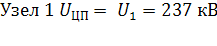 Узел 1 U_ЦП = U_1 = 237 кВ